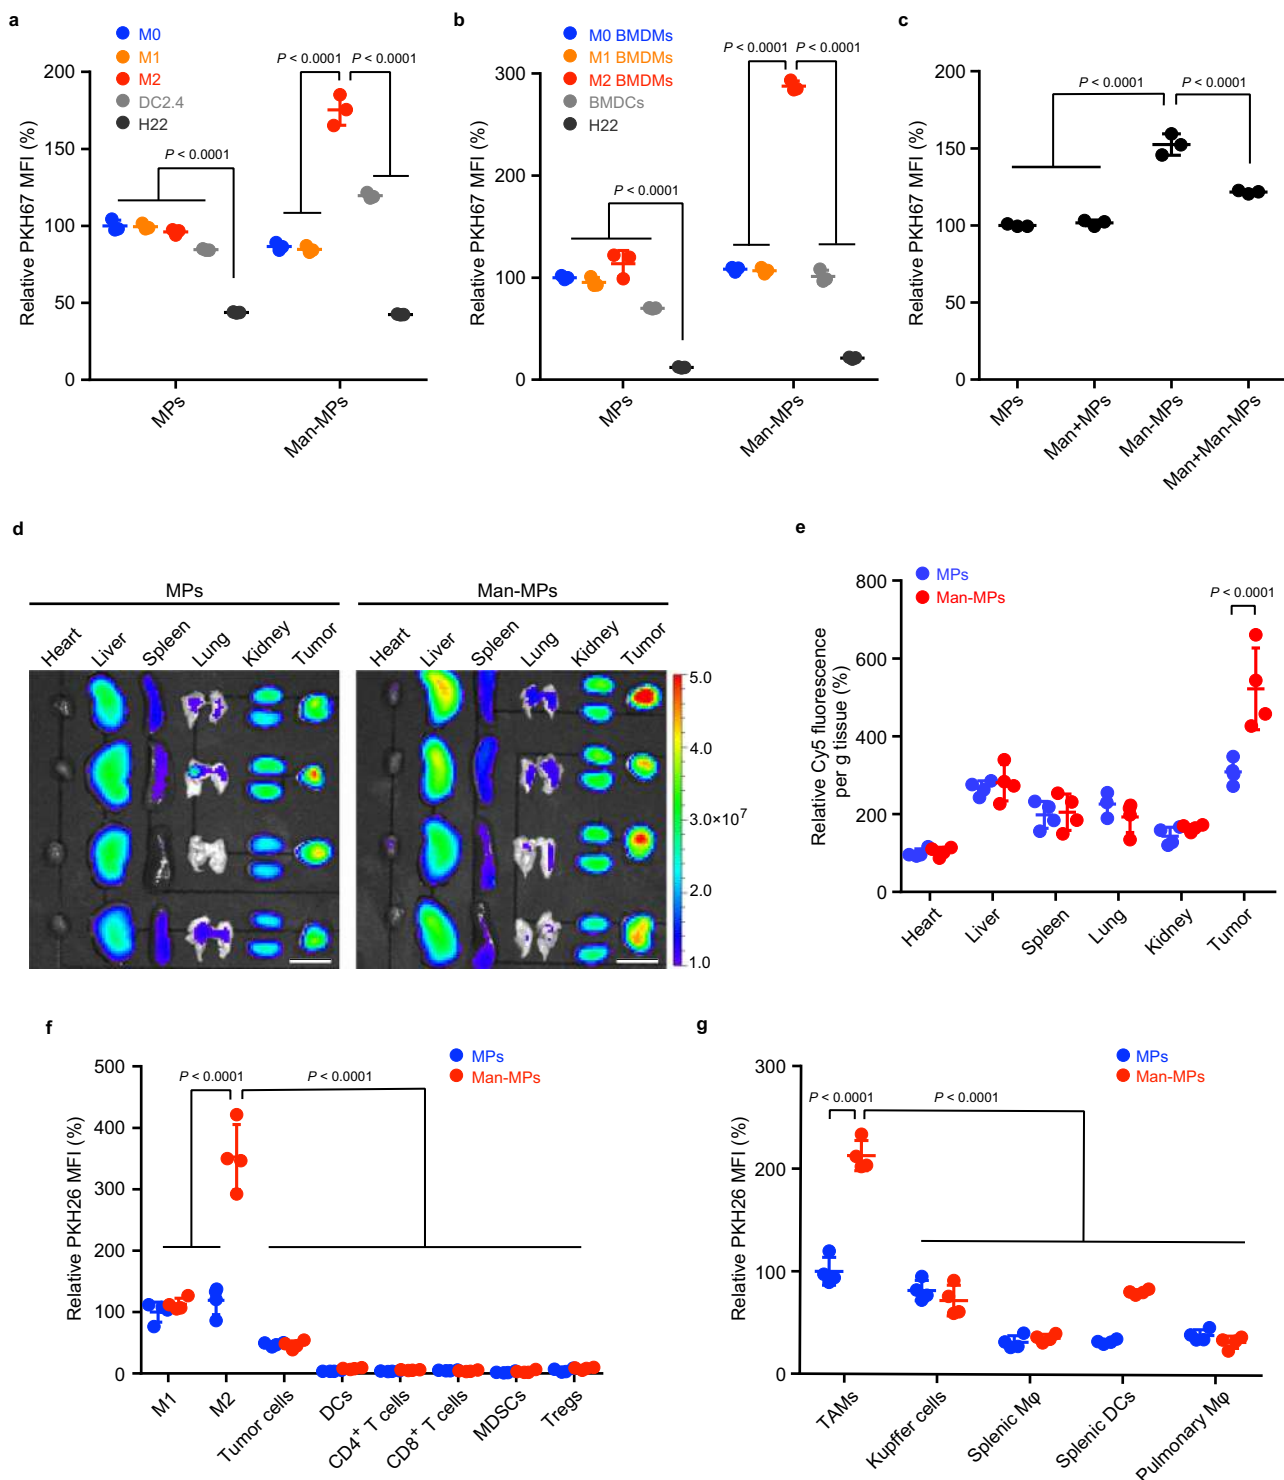 a
M0
M1
M2
DC2.4
H22
Relative PKH67 MFI (%)
200
150
100
50
0
P < 0.0001
P < 0.0001
P < 0.0001
MPs
Man-MPs
b
M0 BMDMs
M1 BMDMs
M2 BMDMs
BMDCs
H22
Relative PKH67 MFI (%)
300
200
100
0
P < 0.0001
P < 0.0001
P < 0.0001
MPs
Man-MPs
c
Relative PKH67 MFI (%)
200
150
100
50
0
P < 0.0001
P < 0.0001
MPs
Man+MPs
Man-MPs
Man+Man-MPs
d
MPs
Man-MPs
Heart
Liver
Spleen
Lung
Kidney
Tumor
Heart
Liver
Spleen
Lung
Kidney
Tumor
5.0
4.0
3.0×10⁷
2.0
1.0
e
MPs
Man-MPs
Relative Cy5 fluorescence
per g tissue (%)
800
600
400
200
0
P < 0.0001
Heart
Liver
Spleen
Lung
Kidney
Tumor
f
MPs
Man-MPs
Relative PKH26 MFI (%)
500
400
300
200
100
0
P < 0.0001
P < 0.0001
M1
M2
Tumor cells
DCs
CD4⁺ T cells
CD8⁺ T cells
MDSCs
Tregs
g
MPs
Man-MPs
Relative PKH26 MFI (%)
300
200
100
0
P < 0.0001
P < 0.0001
TAMs
Kupffer cells
Splenic Mφ
Splenic DCs
Pulmonary Mφ